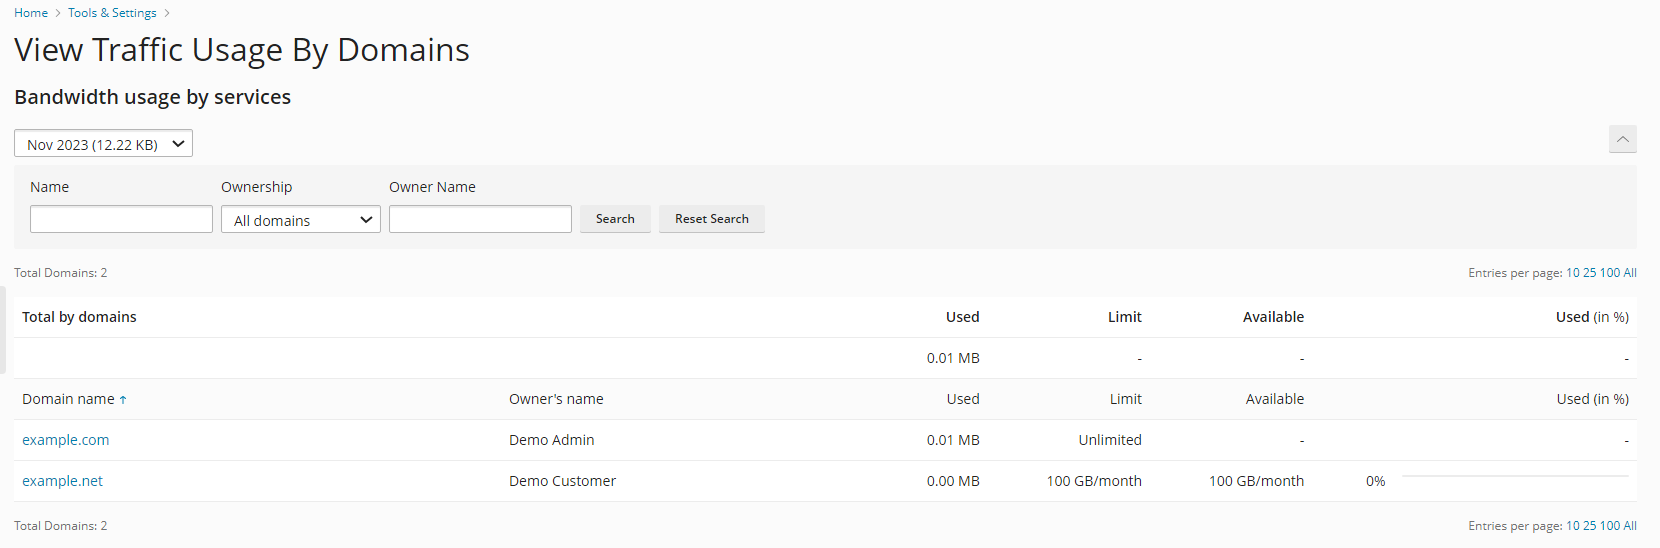 Home > Tools & Settings >
View Traffic Usage By Domains
Bandwidth usage by services
Nov 2023 (12.22 KB)
Name Ownership Owner Name
All domains Search Reset Search
Total Domains: 2 Entries per page: 10 25 100 All
Total by domains Used Limit Available Used (in %)
0.01 MB - - -
Domain name ↑ Owner's name Used Limit Available Used (in %)
example.com Demo Admin 0.01 MB Unlimited - -
example.net Demo Customer 0.00 MB 100 GB/month 100 GB/month 0%
Total Domains: 2 Entries per page: 10 25 100 All